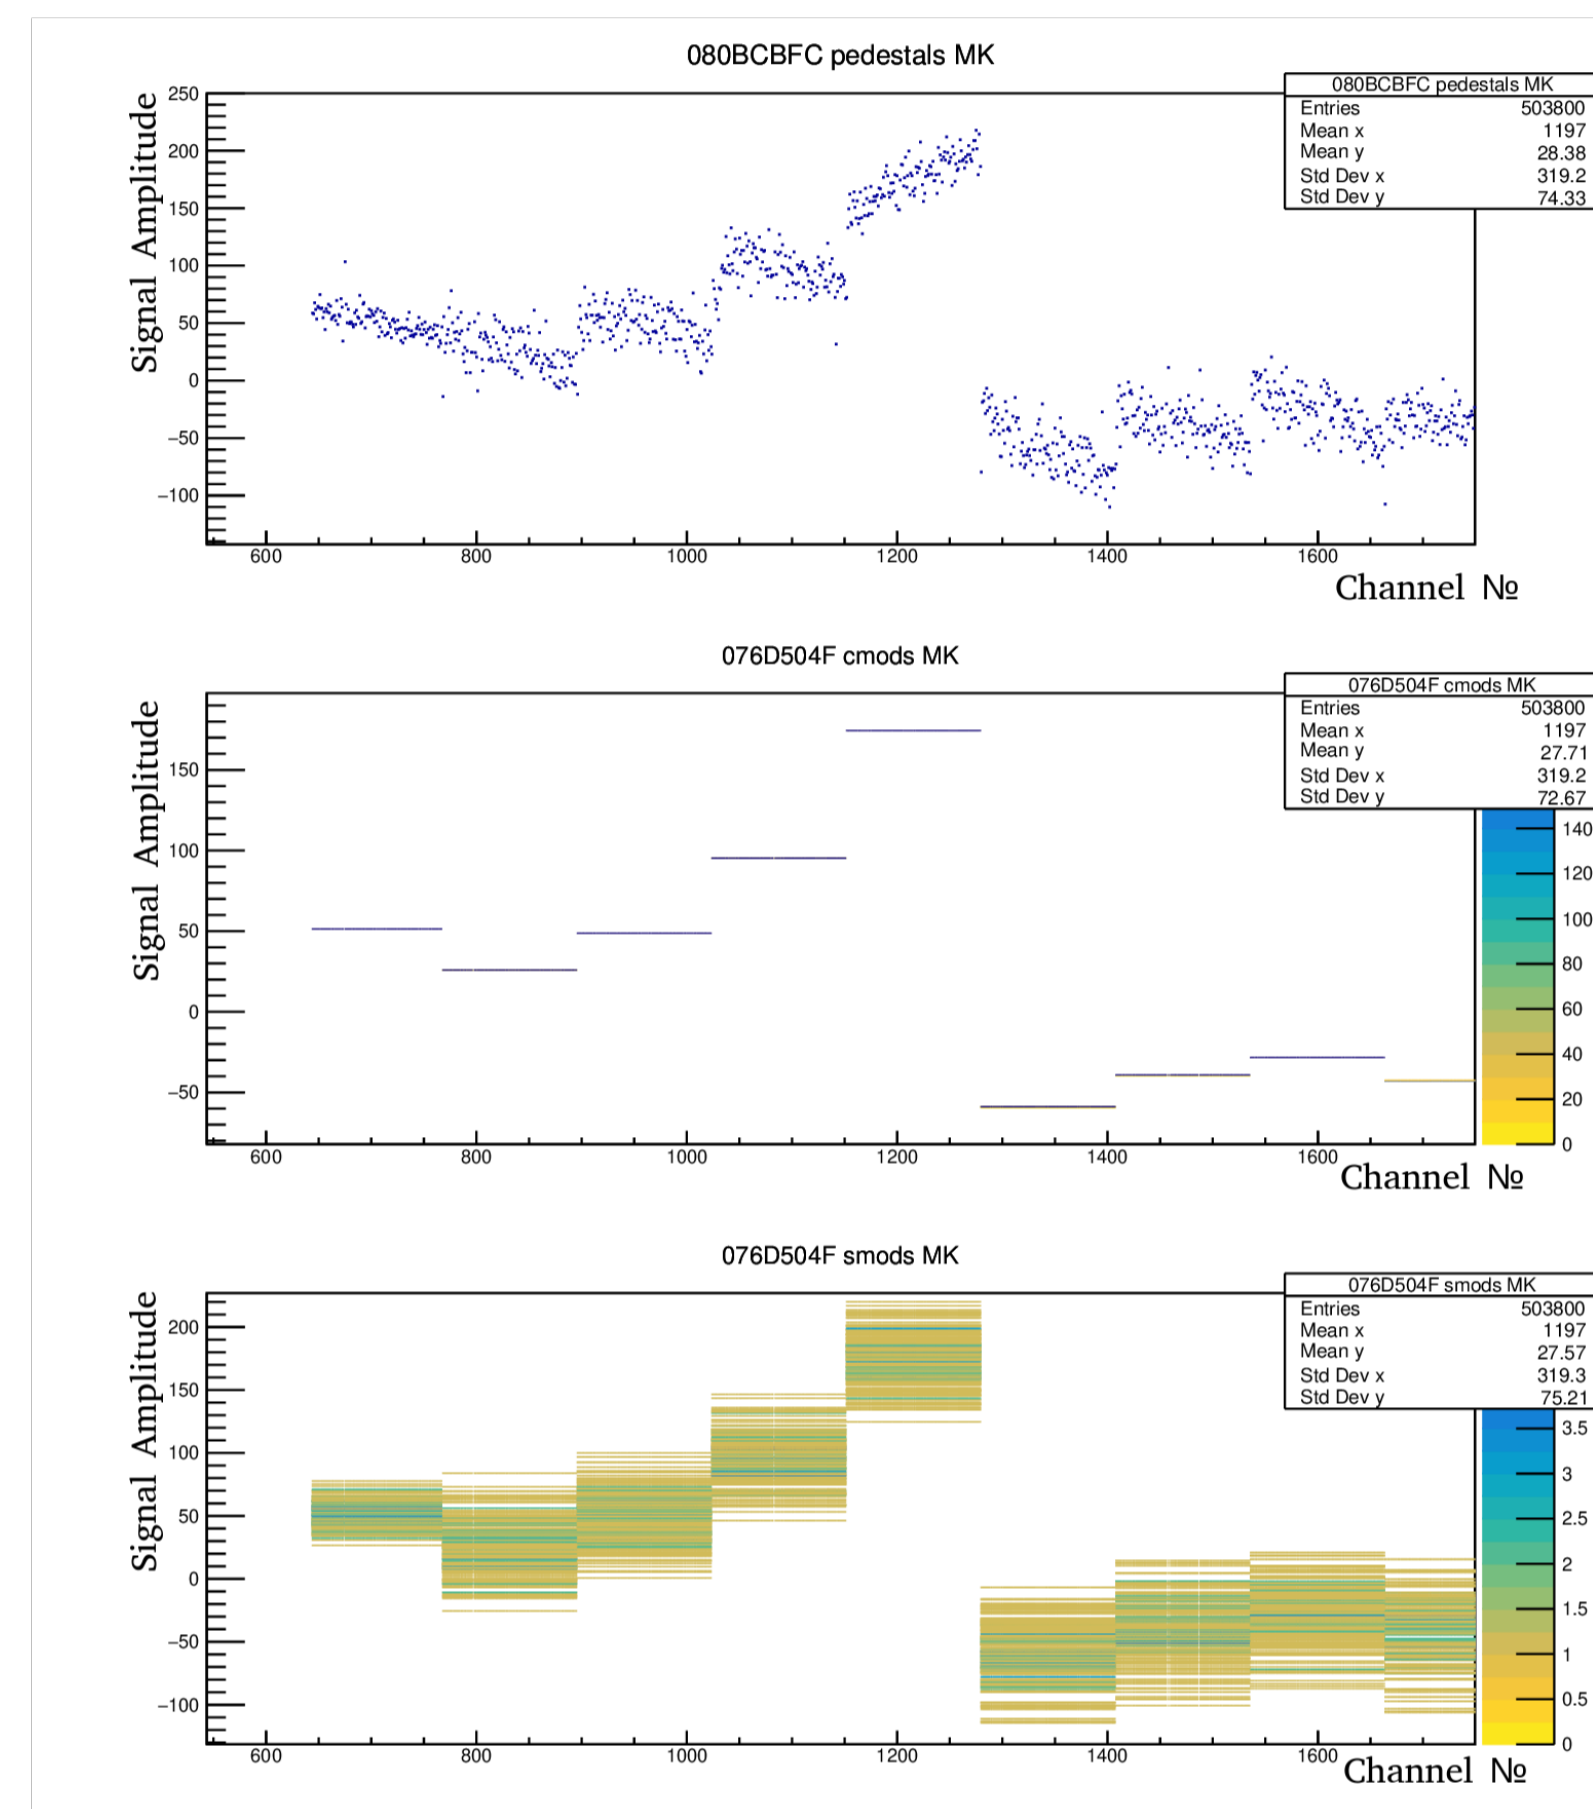 080BCBFC pedestals MK
080BCBFC pedestals MK
Entries 503800
Mean x 1197
Mean y 28.38
Std Dev x 319.2
Std Dev y 74.33
Signal Amplitude
250
200
150
100
50
0
−50
−100
600 800 1000 1200 1400 1600
Channel №
076D504F cmods MK
076D504F cmods MK
Entries 503800
Mean x 1197
Mean y 27.71
Std Dev x 319.2
Std Dev y 72.67
Signal Amplitude
150
100
50
0
−50
140
120
100
80
60
40
20
0
600 800 1000 1200 1400 1600
Channel №
076D504F smods MK
076D504F smods MK
Entries 503800
Mean x 1197
Mean y 27.57
Std Dev x 319.3
Std Dev y 75.21
Signal Amplitude
200
150
100
50
0
−50
−100
3.5
3
2.5
2
1.5
1
0.5
0
600 800 1000 1200 1400 1600
Channel №